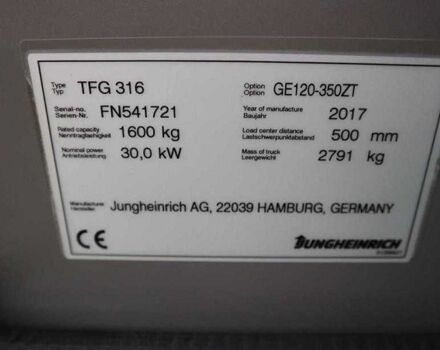 Type
Typ
TFG 316
Option
Option
GE120-350ZT
Serial-no.
Serien-Nr.
FN541721
Year of manufacture
Baujahr
2017
Rated capacity
Nenntragfaehigkeit
1600 kg
Load center distance
Lastschwerpunktabstand
500 mm
Nominal power
Antriebsleistung
30,0 kW
Mass of truck
Leergewicht
2791 kg
Manufacturer
Hersteller
Jungheinrich AG, 22039 HAMBURG, GERMANY
CE
JUNGHEINRICH